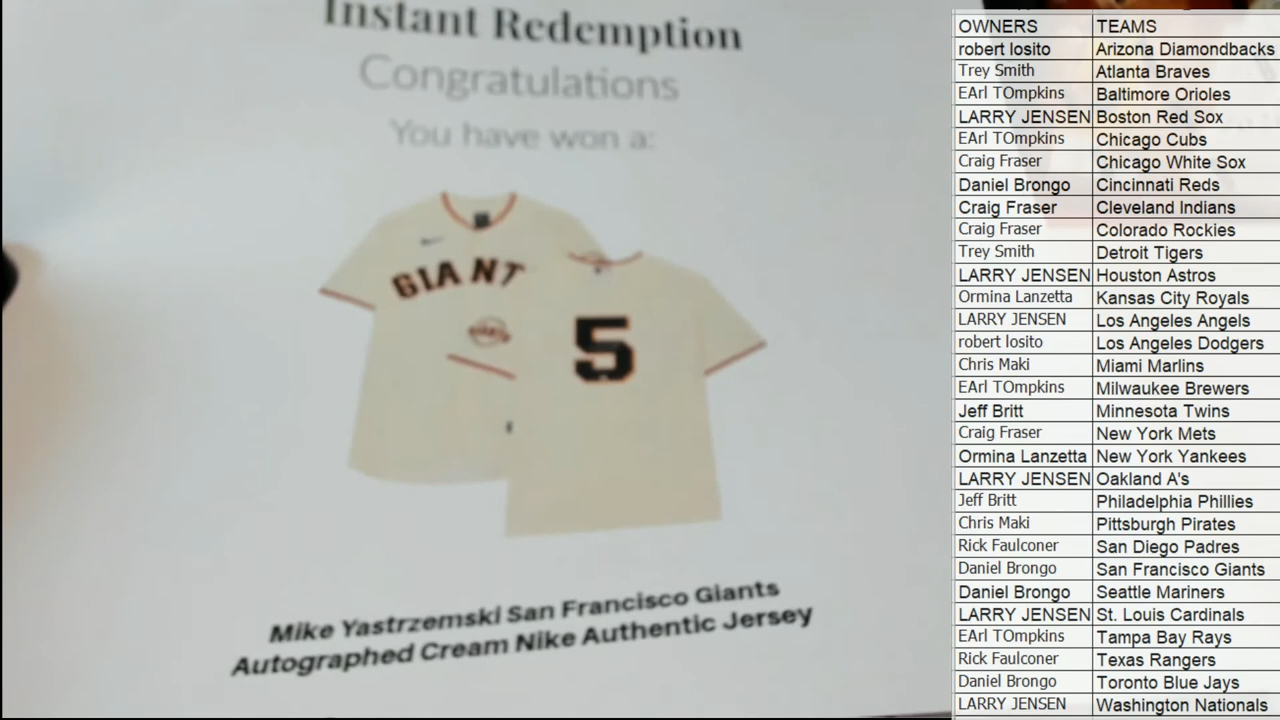 Instant Redemption
Congratulations
You have won a:
GIANT
5
Mike Yastrzemski San Francisco Giants
Autographed Cream Nike Authentic Jersey
OWNERS TEAMS
robert losito Arizona Diamondbacks
Trey Smith Atlanta Braves
EArl TOmpkins Baltimore Orioles
LARRY JENSEN Boston Red Sox
EArl TOmpkins Chicago Cubs
Craig Fraser Chicago White Sox
Daniel Brongo Cincinnati Reds
Craig Fraser Cleveland Indians
Craig Fraser Colorado Rockies
Trey Smith Detroit Tigers
LARRY JENSEN Houston Astros
Ormina Lanzetta Kansas City Royals
LARRY JENSEN Los Angeles Angels
robert losito Los Angeles Dodgers
Chris Maki Miami Marlins
EArl TOmpkins Milwaukee Brewers
Jeff Britt Minnesota Twins
Craig Fraser New York Mets
Ormina Lanzetta New York Yankees
LARRY JENSEN Oakland A's
Jeff Britt Philadelphia Phillies
Chris Maki Pittsburgh Pirates
Rick Faulconer San Diego Padres
Daniel Brongo San Francisco Giants
Daniel Brongo Seattle Mariners
LARRY JENSEN St. Louis Cardinals
EArl TOmpkins Tampa Bay Rays
Rick Faulconer Texas Rangers
Daniel Brongo Toronto Blue Jays
LARRY JENSEN Washington Nationals